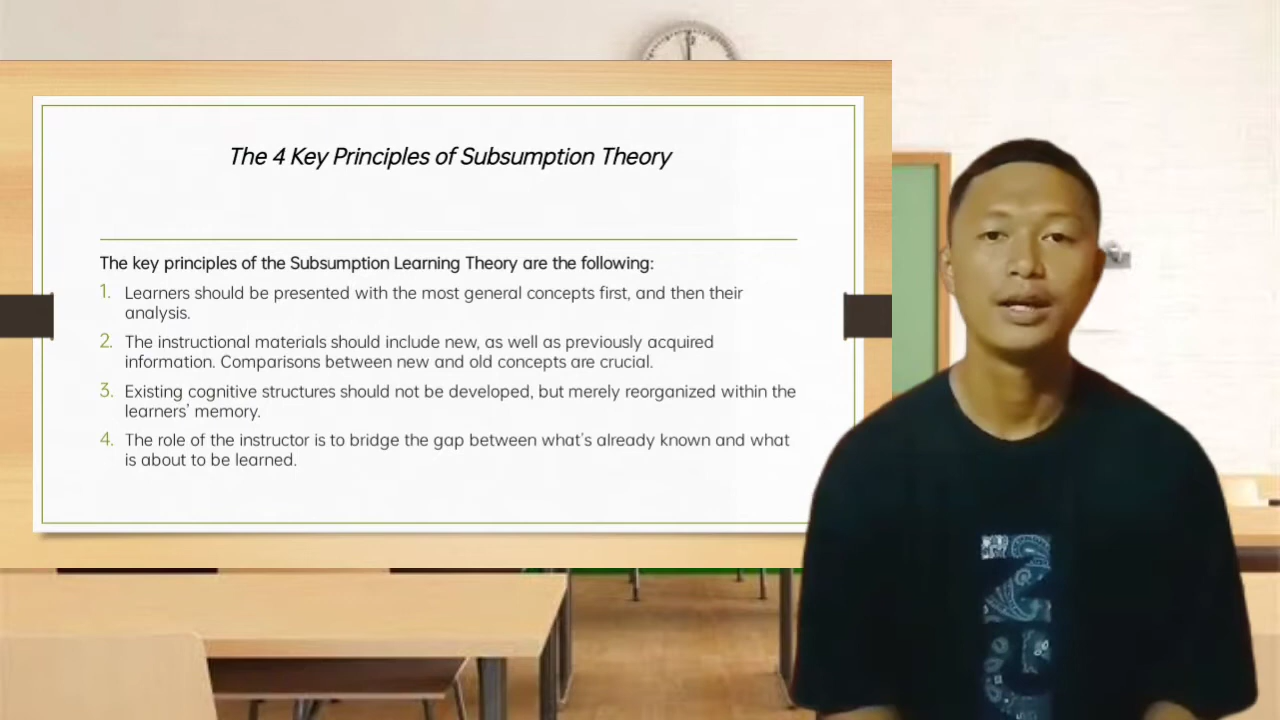 The 4 Key Principles of Subsumption Theory
The key principles of the Subsumption Learning Theory are the following:
1. Learners should be presented with the most general concepts first, and then their
analysis.
2. The instructional materials should include new, as well as previously acquired
information. Comparisons between new and old concepts are crucial.
3. Existing cognitive structures should not be developed, but merely reorganized within the
learners' memory.
4. The role of the instructor is to bridge the gap between what's already known and what
is about to be learned.